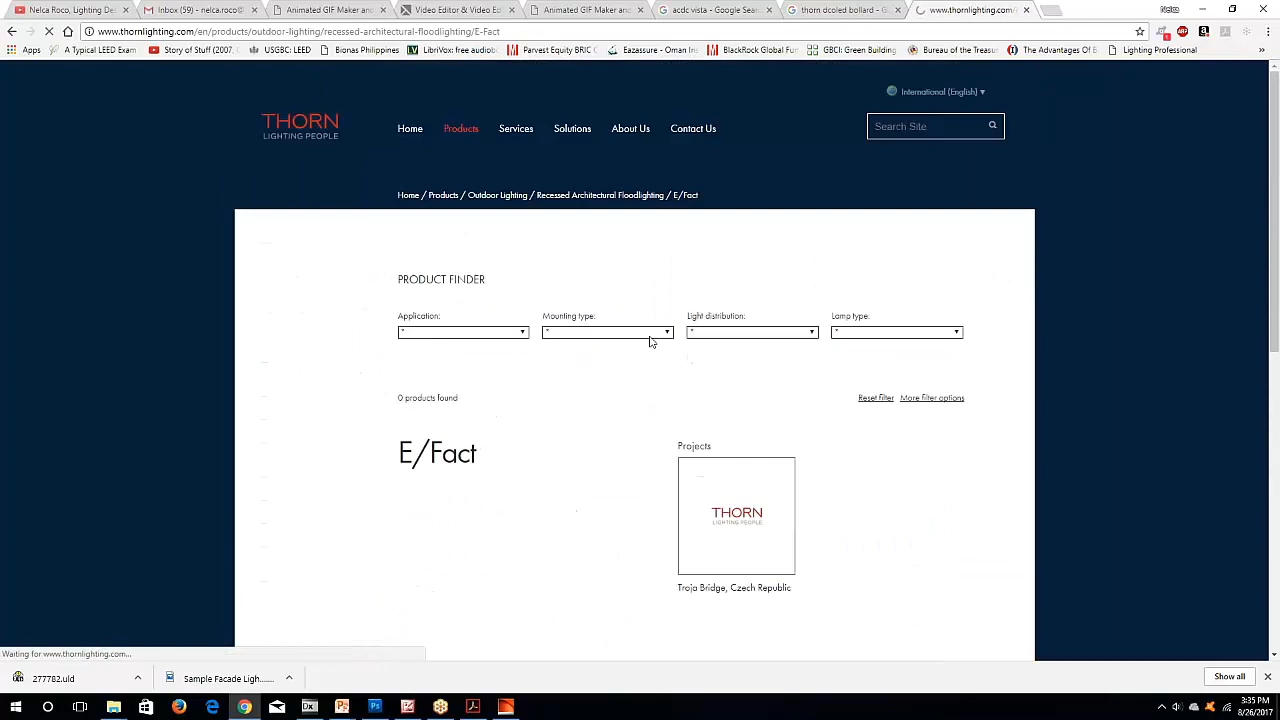 Nelca Roco, Lighting De
Inbox (59) - nelca.roco@
Animated GIF Maker and
Video Editor & Video Edi
Animated GIF Maker and
acdc vista - Google Sear
thorn dcoled bollard - G
www.thornlighting.com/
Nelca
www.thornlighting.com/en/products/outdoor-lighting/recessed-architectural-floodlighting/E-Fact
Apps
A Typical LEED Exam
Story of Stuff (2007,
USGBC: LEED
Bionas Philippines
LibriVox: free audiobo
Parvest Equity BRIC
Eazassure - Oman Ins
BlackRock Global Fun
GBCI: Green Building
Bureau of the Treasur
The Advantages Of B
Lighting Professional
International (English)
THORN
LIGHTING PEOPLE
Home
Products
Services
Solutions
About Us
Contact Us
Search Site
Home / Products / Outdoor Lighting / Recessed Architectural Floodlighting / E/Fact
PRODUCT FINDER
Application:
Mounting type:
Light distribution:
Lamp type:
*
*
*
*
0 products found
Reset filter
More filter options
E/Fact
Projects
THORN
LIGHTING PEOPLE
Troja Bridge, Czech Republic
Waiting for www.thornlighting.com...
277782.uld
Sample Facade Ligh....
Show all
3:35 PM
8/26/2017